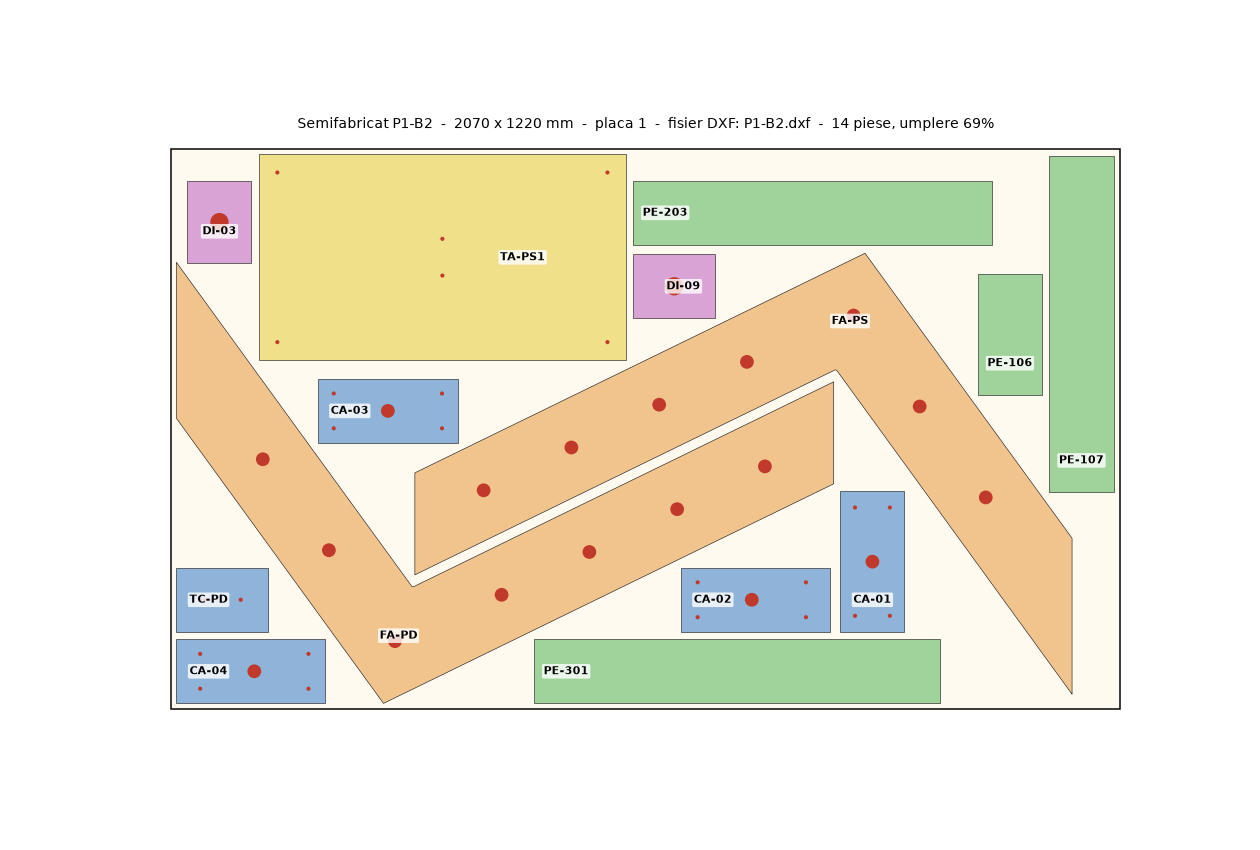 Semifabricat P1-B2 - 2070 x 1220 mm - placa 1 - fisier DXF: P1-B2.dxf - 14 piese, umplere 69%
DI-03
PE-203
TA-PS1
DI-09
FA-PS
PE-106
CA-03
PE-107
TC-PD
CA-02
CA-01
FA-PD
CA-04
PE-301